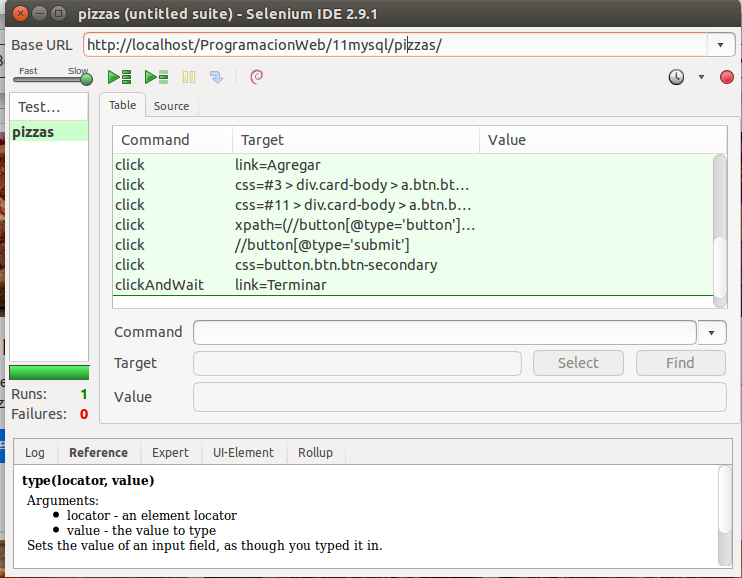 pizzas (untitled suite) - Selenium IDE 2.9.1
Base URL http://localhost/ProgramacionWeb/11mysql/pizzas/
Fast Slow
Test…
pizzas
Table Source
Command Target Value
click link=Agregar
click css=#3 > div.card-body > a.btn.bt…
click css=#11 > div.card-body > a.btn.b…
click xpath=(//button[@type='button']…
click //button[@type='submit']
click css=button.btn.btn-secondary
clickAndWait link=Terminar
Command
Target Select Find
Value
Runs: 1
Failures: 0
Log Reference Expert UI-Element Rollup
type(locator, value)
Arguments:
• locator - an element locator
• value - the value to type
Sets the value of an input field, as though you typed it in.